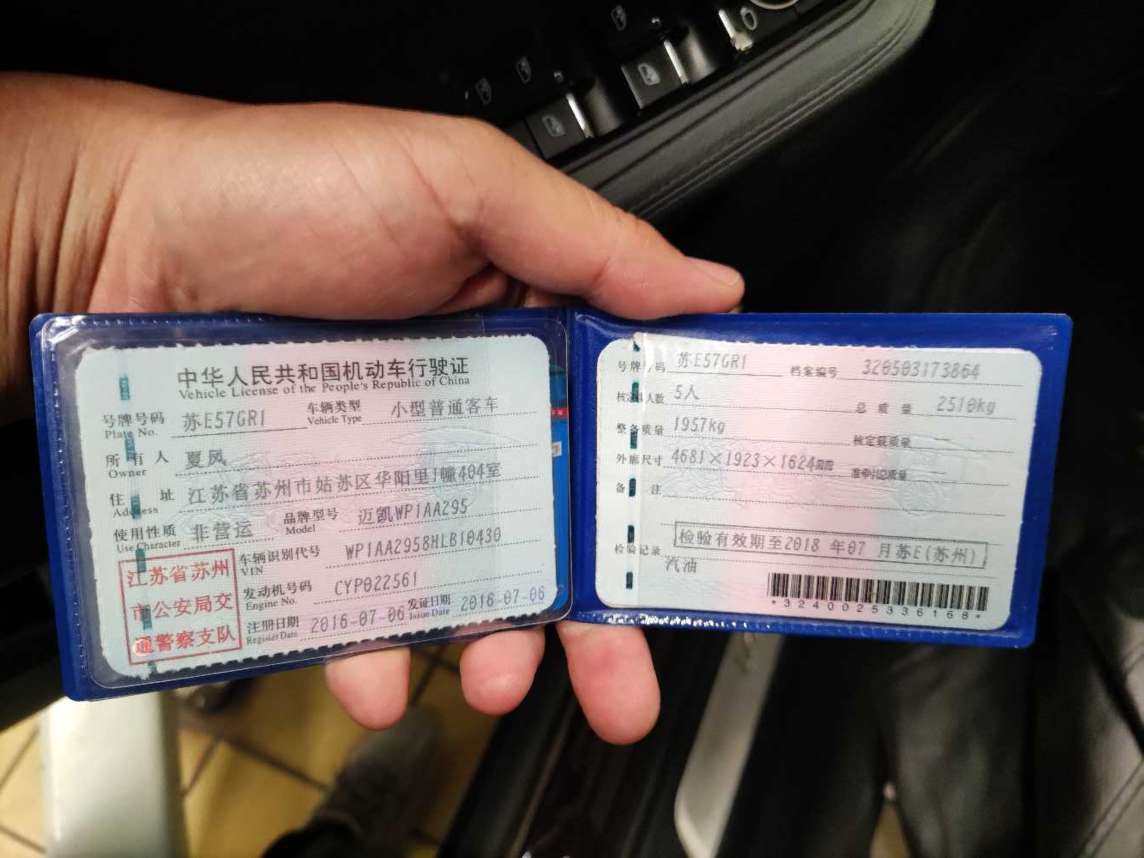 中华人民共和国机动车行驶证
Vehicle License of the People's Republic of China
号牌号码 苏E57GR1 车辆类型 小型普通客车
Plate No. Vehicle Type
所有人 夏风
Owner
住址 江苏省苏州市姑苏区华阳里1幢404室
Address
使用性质 非营运 品牌型号 迈凯WP1AA295
Use Character Model
江苏省苏州
市公安局交
通警察支队
车辆识别代号 WP1AA2958HLB10430
VIN
发动机号码 CYP022561
Engine No.
注册日期 2016-07-06 发证日期 2016-07-06
Register Date Issue Date
号牌号码 苏E57GR1 档案编号 320503173864
核定载人数 5人 总质量 2510kg
整备质量 1957kg 核定载质量
外廓尺寸 4681×1923×1624 准牵引总质量
备注
检验有效期至2018 年07 月苏E(苏州)
检验记录
汽油
*3240025336168*